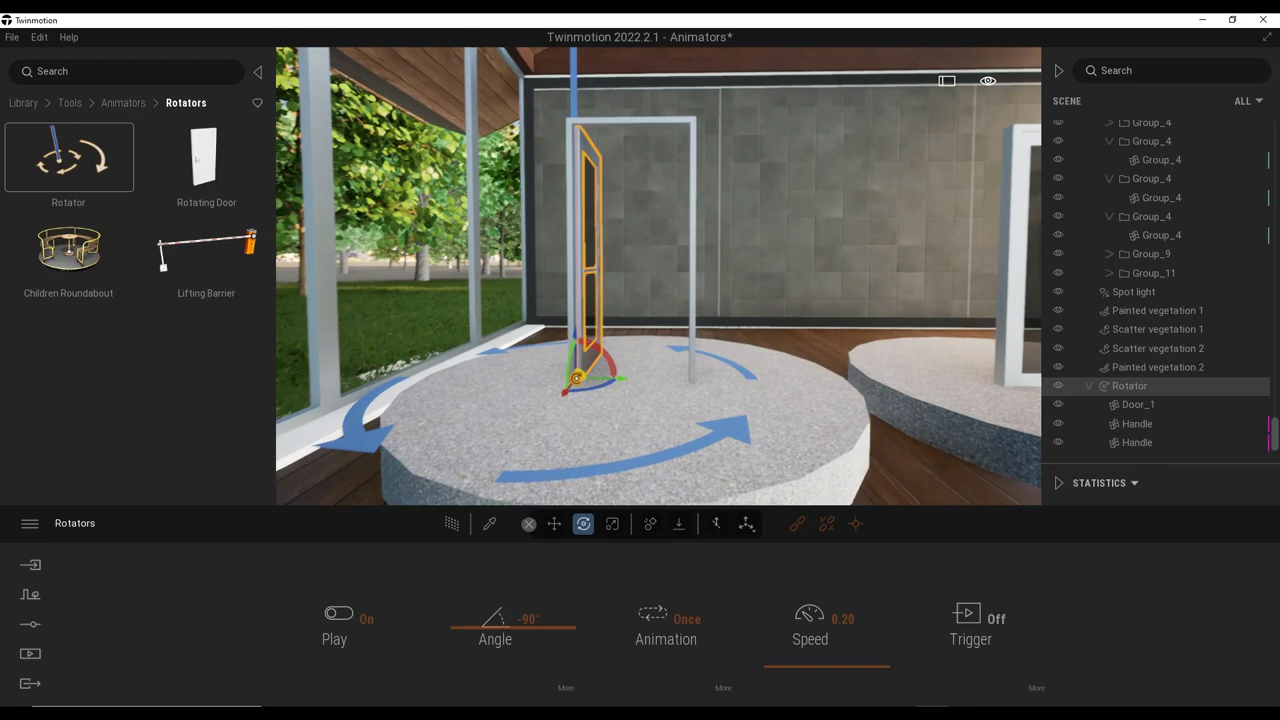 Twinmotion
File Edit Help
Twinmotion 2022.2.1 - Animators*
Search
Library > Tools > Animators > Rotators
Rotator
Rotating Door
Children Roundabout
Lifting Barrier
Search
SCENE
ALL
Group_4
Group_4
Group_4
Group_4
Group_4
Group_4
Group_4
Group_9
Group_11
Spot light
Painted vegetation 1
Scatter vegetation 1
Scatter vegetation 2
Painted vegetation 2
Rotator
Door_1
Handle
Handle
STATISTICS
Rotators
On
Play
-90°
Angle
Once
Animation
0.20
Speed
Off
Trigger
More
More
More